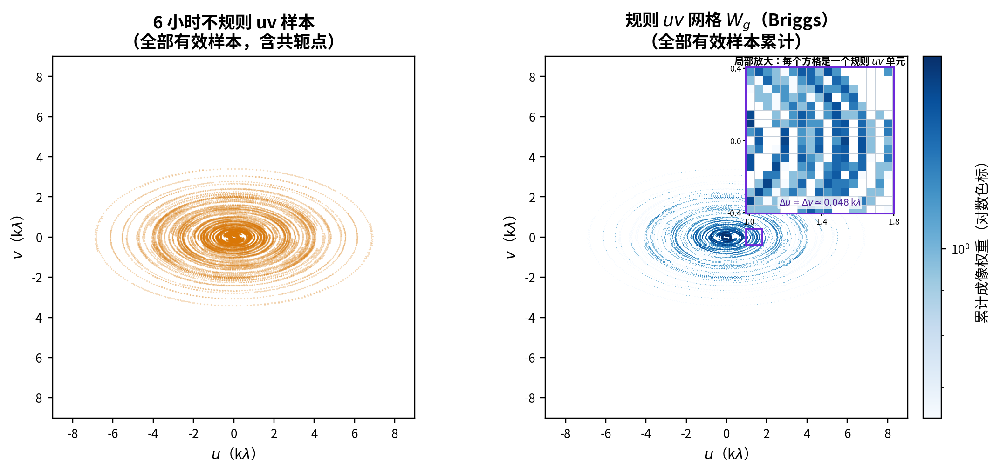 6 小时不规则 uv 样本
（全部有效样本，含共轭点）
8
6
4
2
0
-2
-4
-6
-8
v（kλ）
-8 -6 -4 -2 0 2 4 6 8
u（kλ）
规则 uv 网格 Wg（Briggs）
（全部有效样本累计）
局部放大：每个方格是一个规则 uv 单元
0.4
0.0
-0.4
Δu = Δv ≃ 0.048 kλ
1.0 1.4 1.8
8
6
4
2
0
-2
-4
-6
-8
v（kλ）
-8 -6 -4 -2 0 2 4 6 8
u（kλ）
10⁰
累计成像权重（对数色标）